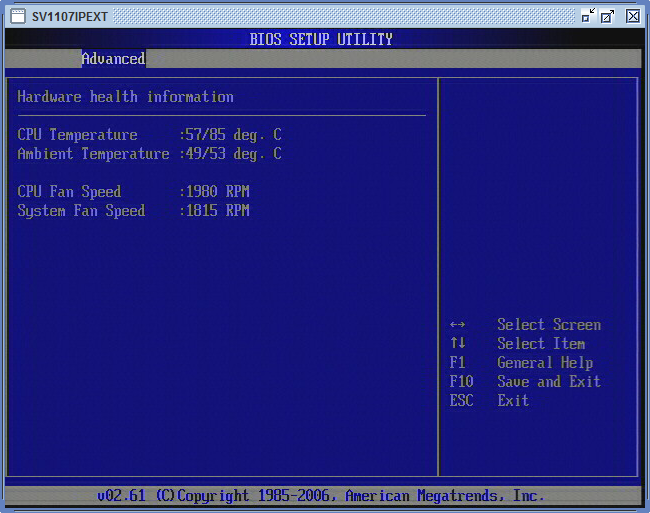 SV1107IPEXT
BIOS SETUP UTILITY
Advanced
Hardware health information
CPU Temperature :57/85 deg. C
Ambient Temperature :49/53 deg. C
CPU Fan Speed :1980 RPM
System Fan Speed :1815 RPM
↔ Select Screen
↑↓ Select Item
F1 General Help
F10 Save and Exit
ESC Exit
v02.61 (C)Copyright 1985-2006, American Megatrends, Inc.